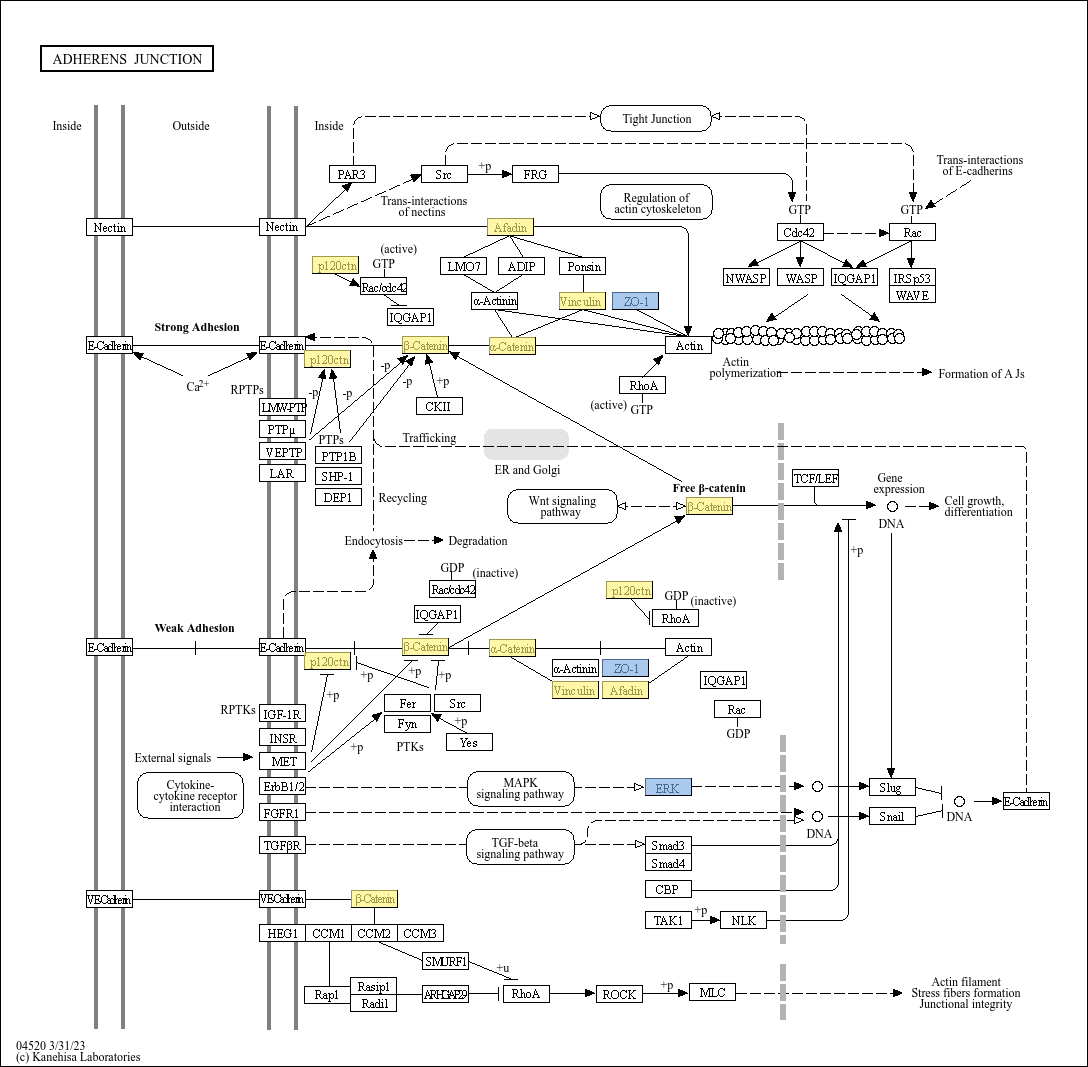 ADHERENS JUNCTION
Inside
Outside
Inside
Tight Junction
PAR3
Src
+p
FRG
Trans-interactions
of E-cadherins
Trans-interactions
of nectins
Regulation of
actin cytoskeleton
GTP
GTP
Nectin
Nectin
Afadin
Cdc42
Rac
(active)
GTP
p120ctn
LMO7
ADIP
Ponsin
NWASP
WASP
IQGAP1
IRSp53
WAVE
Rac/cdc42
α-Actinin
Vinculin
ZO-1
IQGAP1
Strong Adhesion
E-Cadherin
E-Cadherin
p120ctn
β-Catenin
α-Catenin
Actin
Actin
polymerization
Formation of AJs
Ca2+
RPTPs
-p
-p
-p
-p
+p
RhoA
(active)
GTP
LMW-PTP
CKII
PTPμ
VEPTP
LAR
PTPs
PTP1B
SHP-1
DEP1
Trafficking
ER and Golgi
Recycling
Free β-catenin
β-Catenin
Wnt signaling
pathway
TCF/LEF
Gene
expression
DNA
Cell growth,
differentiation
+p
Endocytosis
Degradation
GDP
(inactive)
Rac/cdc42
IQGAP1
p120ctn
GDP
(inactive)
RhoA
Weak Adhesion
E-Cadherin
E-Cadherin
p120ctn
β-Catenin
α-Catenin
Actin
+p
+p
+p
+p
α-Actinin
ZO-1
Vinculin
Afadin
IQGAP1
Rac
GDP
RPTKs
IGF-1R
INSR
MET
Fer
Src
Fyn
PTKs
+p
Yes
+p
External signals
Cytokine-
cytokine receptor
interaction
ErbB1/2
MAPK
signaling pathway
ERK
Slug
FGFR1
Snail
DNA
DNA
E-Cadherin
TGFβR
TGF-beta
signaling pathway
Smad3
Smad4
CBP
TAK1
+p
NLK
VECadherin
VECadherin
β-Catenin
HEG1
CCM1
CCM2
CCM3
SMURF1
+u
Rap1
Rasip1
Radil
ARHGAP29
RhoA
ROCK
+p
MLC
Actin filament
Stress fibers formation
Junctional integrity
04520 3/31/23
(c) Kanehisa Laboratories